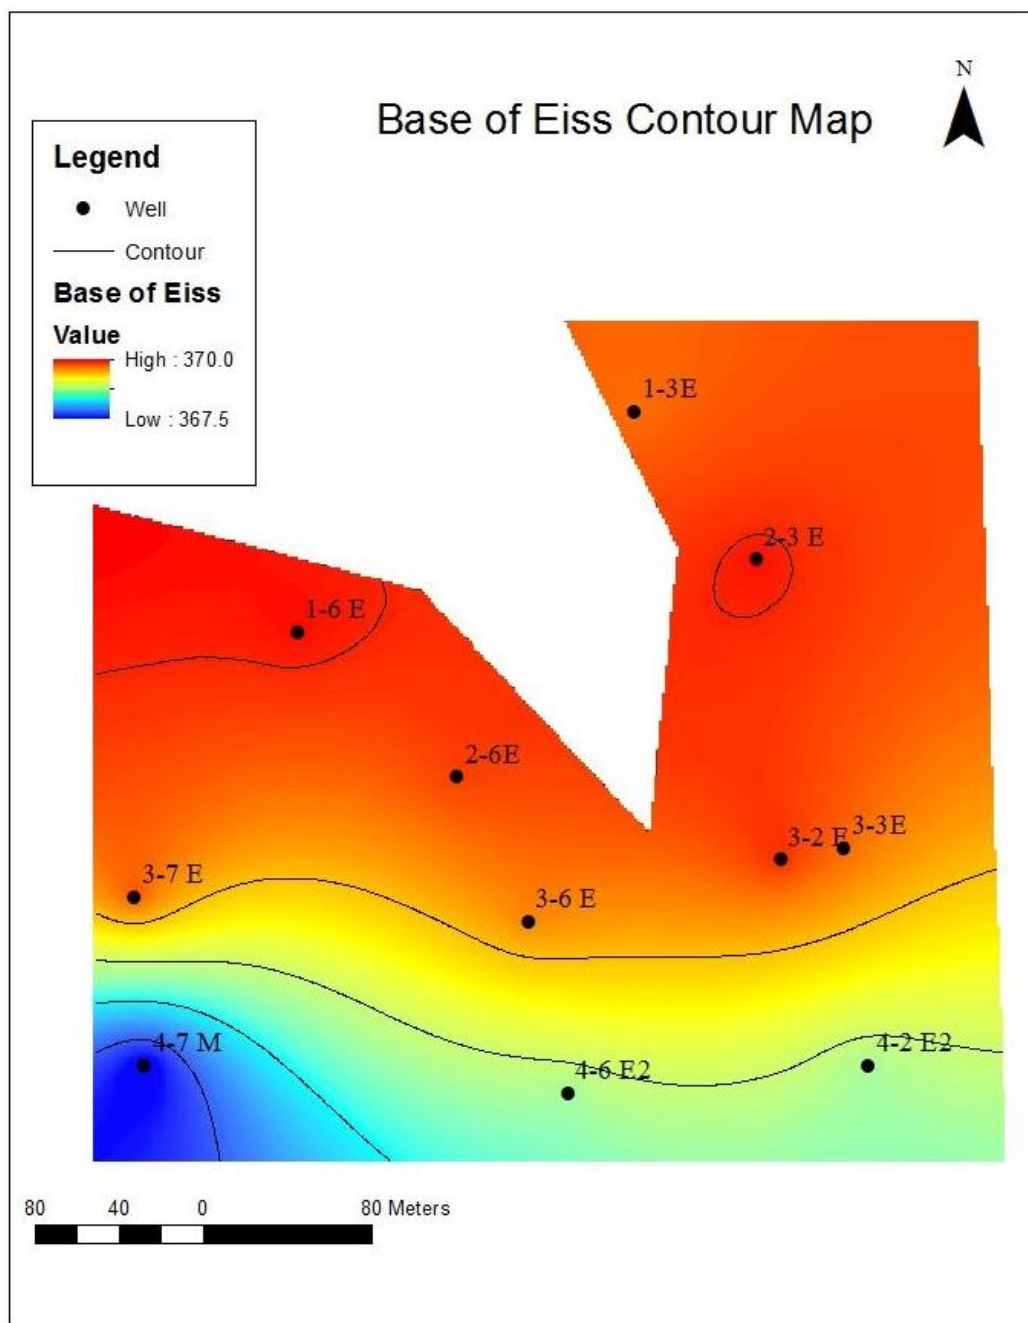 N
Base of Eiss Contour Map
Legend
Well
Contour
Base of Eiss
Value
High : 370.0
Low : 367.5
1-3E
2-3 E
1-6 E
2-6E
3-3E
3-2 E
3-7 E
3-6 E
4-7 M
4-6 E2
4-2 E2
80 40 0 80 Meters